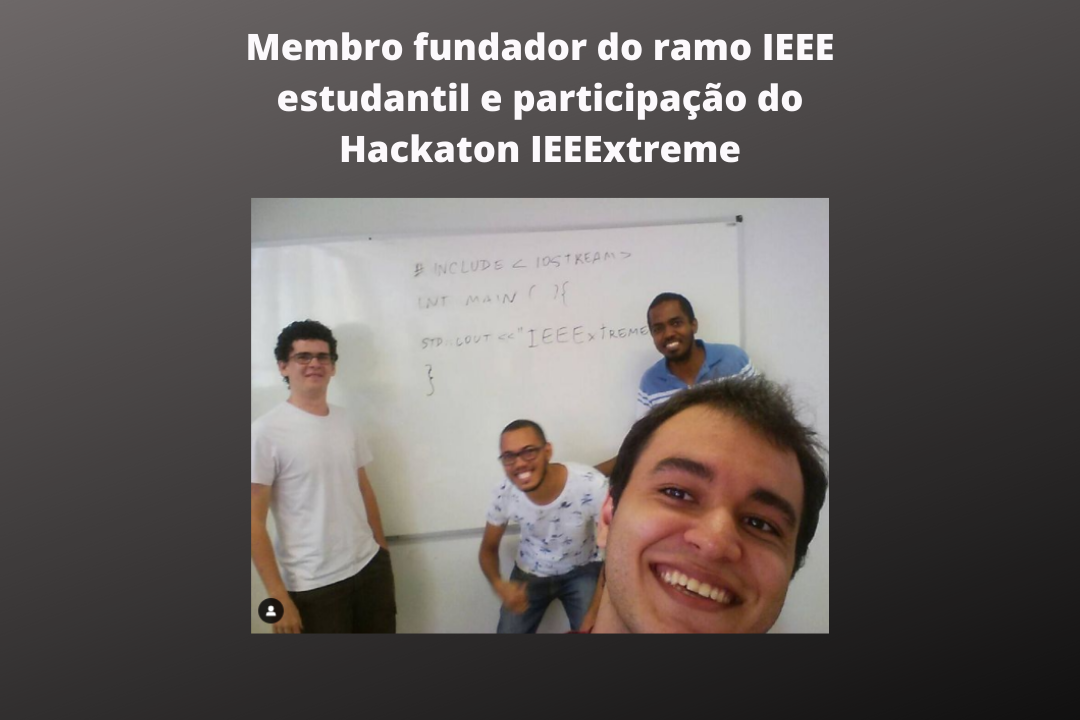 Membro fundador do ramo IEEE
estudantil e participação do
Hackaton IEEExtreme
# INCLUDE < IOSTREAM>
INT MAIN ( ){
STD::COUT <<"IEEExTREME
}